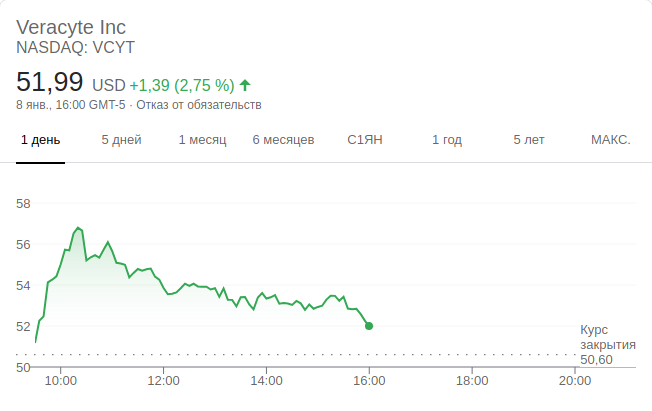 Veracyte Inc
NASDAQ: VCYT
51,99 USD +1,39 (2,75 %)
8 янв., 16:00 GMT-5 · Отказ от обязательств
1 день 5 дней 1 месяц 6 месяцев С1ЯН 1 год 5 лет МАКС.
58
56
54
52
50
Курс
закрытия
50,60
10:00 12:00 14:00 16:00 18:00 20:00